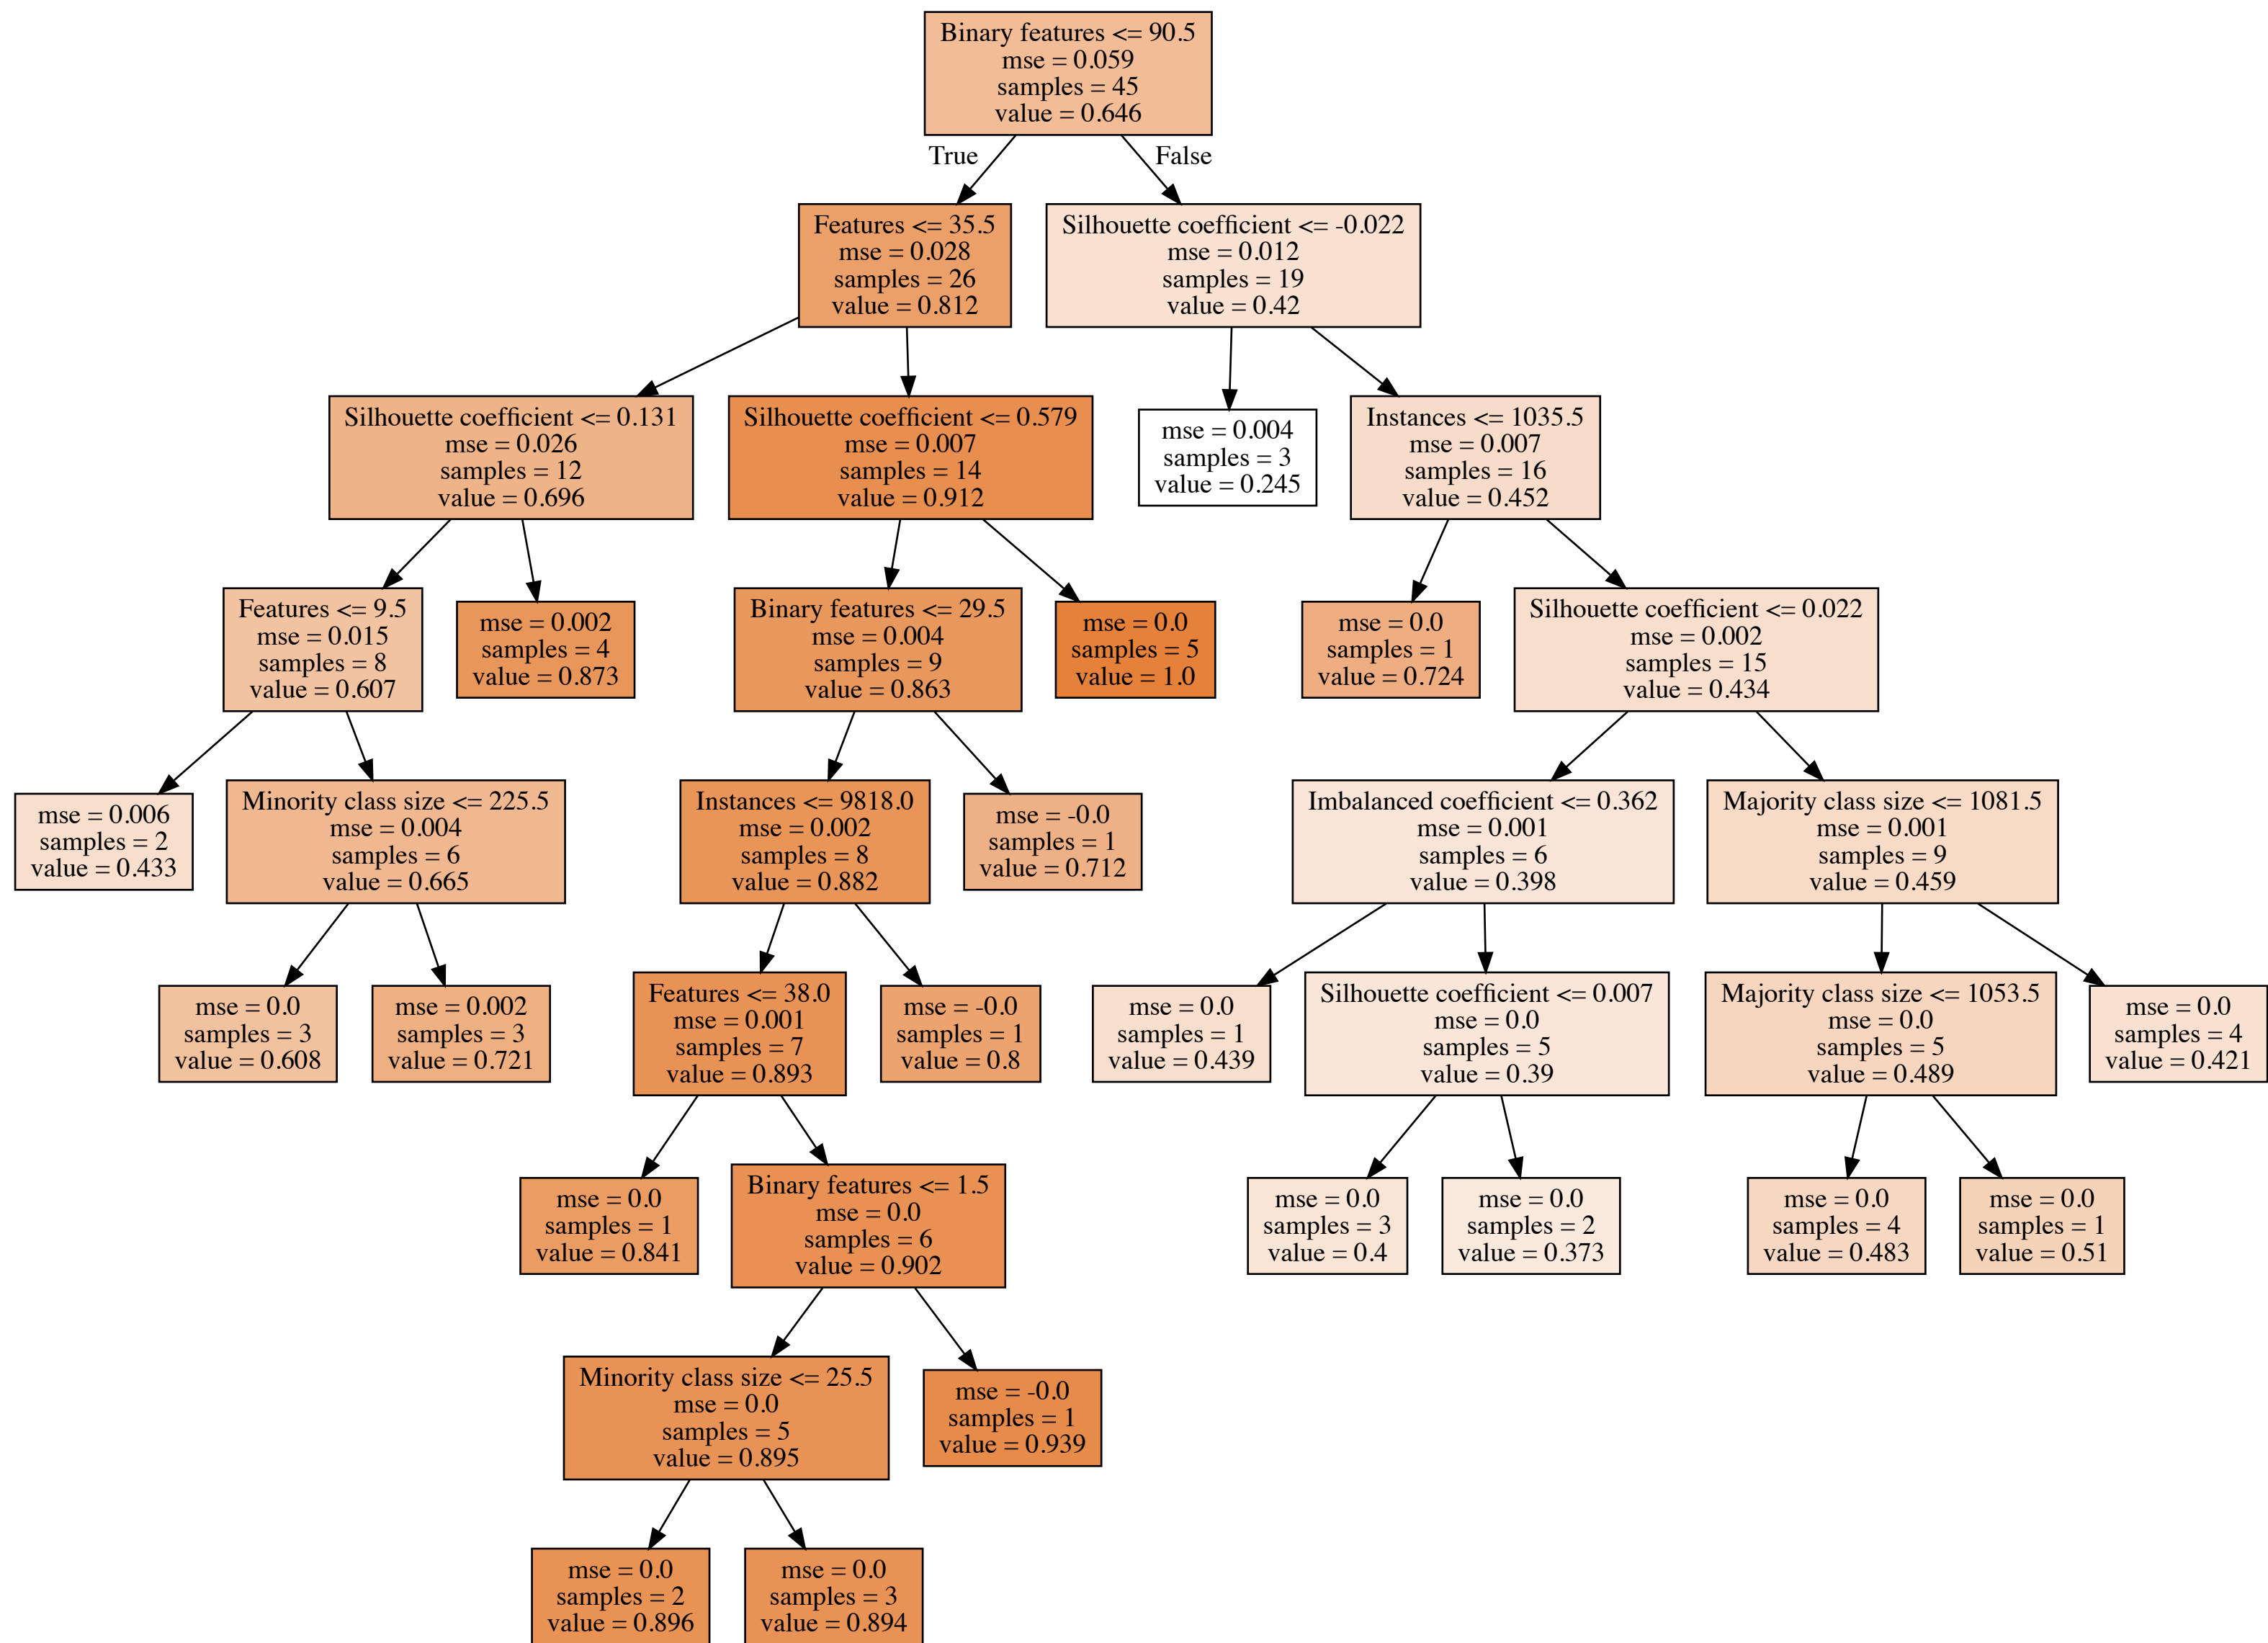 Binary features <= 90.5
mse = 0.059
samples = 45
value = 0.646
True
False
Features <= 35.5
mse = 0.028
samples = 26
value = 0.812
Silhouette coefficient <= -0.022
mse = 0.012
samples = 19
value = 0.42
Silhouette coefficient <= 0.131
mse = 0.026
samples = 12
value = 0.696
Silhouette coefficient <= 0.579
mse = 0.007
samples = 14
value = 0.912
mse = 0.004
samples = 3
value = 0.245
Instances <= 1035.5
mse = 0.007
samples = 16
value = 0.452
Features <= 9.5
mse = 0.015
samples = 8
value = 0.607
mse = 0.002
samples = 4
value = 0.873
Binary features <= 29.5
mse = 0.004
samples = 9
value = 0.863
mse = 0.0
samples = 5
value = 1.0
mse = 0.0
samples = 1
value = 0.724
Silhouette coefficient <= 0.022
mse = 0.002
samples = 15
value = 0.434
mse = 0.006
samples = 2
value = 0.433
Minority class size <= 225.5
mse = 0.004
samples = 6
value = 0.665
Instances <= 9818.0
mse = 0.002
samples = 8
value = 0.882
mse = -0.0
samples = 1
value = 0.712
Imbalanced coefficient <= 0.362
mse = 0.001
samples = 6
value = 0.398
Majority class size <= 1081.5
mse = 0.001
samples = 9
value = 0.459
mse = 0.0
samples = 3
value = 0.608
mse = 0.002
samples = 3
value = 0.721
Features <= 38.0
mse = 0.001
samples = 7
value = 0.893
mse = -0.0
samples = 1
value = 0.8
mse = 0.0
samples = 1
value = 0.439
Silhouette coefficient <= 0.007
mse = 0.0
samples = 5
value = 0.39
Majority class size <= 1053.5
mse = 0.0
samples = 5
value = 0.489
mse = 0.0
samples = 4
value = 0.421
mse = 0.0
samples = 1
value = 0.841
Binary features <= 1.5
mse = 0.0
samples = 6
value = 0.902
mse = 0.0
samples = 3
value = 0.4
mse = 0.0
samples = 2
value = 0.373
mse = 0.0
samples = 4
value = 0.483
mse = 0.0
samples = 1
value = 0.51
Minority class size <= 25.5
mse = 0.0
samples = 5
value = 0.895
mse = -0.0
samples = 1
value = 0.939
mse = 0.0
samples = 2
value = 0.896
mse = 0.0
samples = 3
value = 0.894